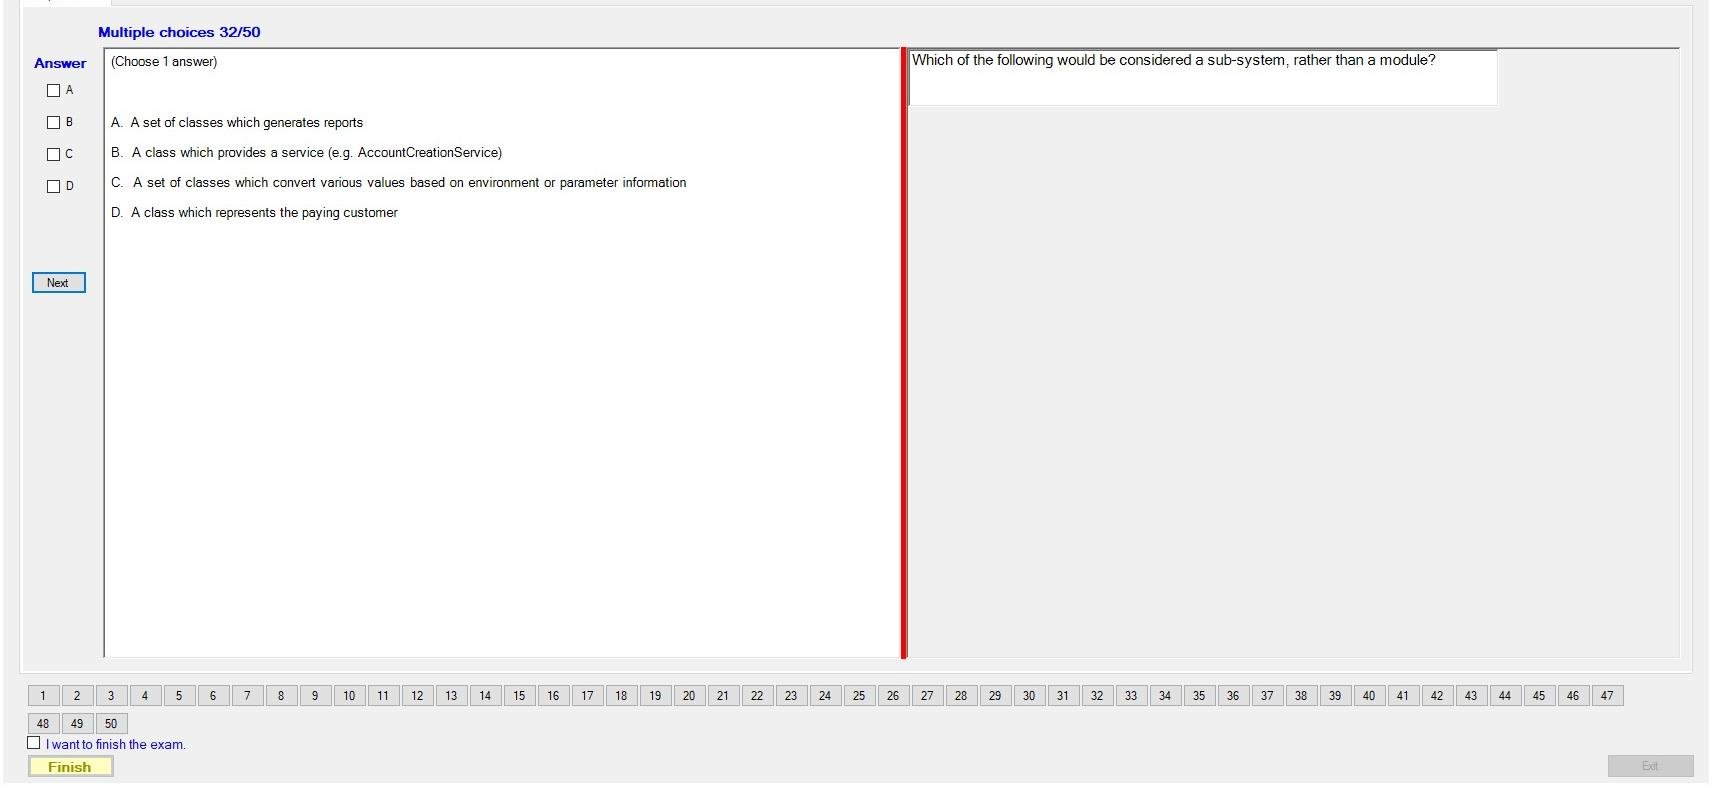 Multiple choices 32/50
Answer
(Choose 1 answer)
Which of the following would be considered a sub-system, rather than a module?
A
B
C
D
A. A set of classes which generates reports
B. A class which provides a service (e.g. AccountCreationService)
C. A set of classes which convert various values based on environment or parameter information
D. A class which represents the paying customer
Next
1 2 3 4 5 6 7 8 9 10 11 12 13 14 15 16 17 18 19 20 21 22 23 24 25 26 27 28 29 30 31 32 33 34 35 36 37 38 39 40 41 42 43 44 45 46 47
48 49 50
I want to finish the exam.
Finish
Exit